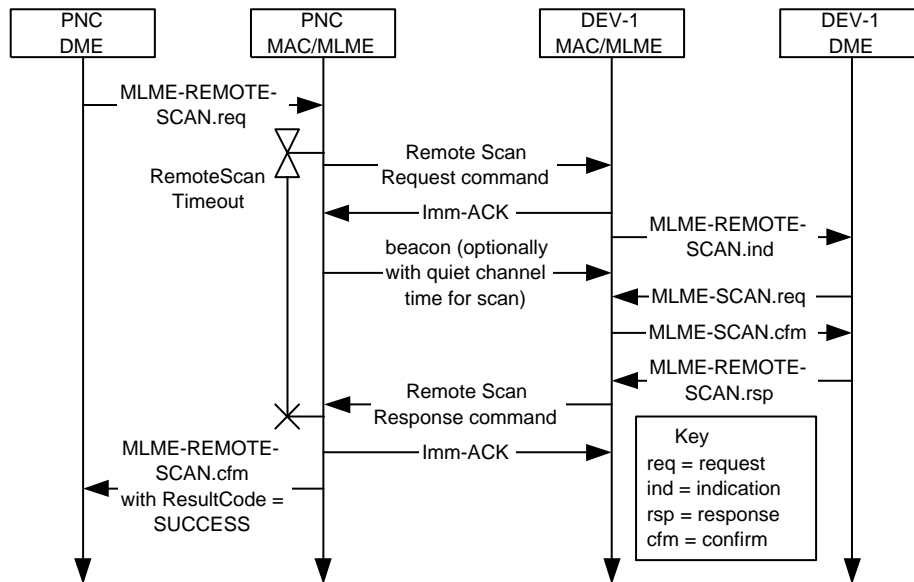 PNC
DME
PNC
MAC/MLME
DEV-1
MAC/MLME
DEV-1
DME
MLME-REMOTE-
SCAN.req
RemoteScan
Timeout
Remote Scan
Request command
Imm-ACK
MLME-REMOTE-
SCAN.ind
beacon (optionally
with quiet channel
time for scan)
MLME-SCAN.req
MLME-SCAN.cfm
MLME-REMOTE-
SCAN.rsp
Remote Scan
Response command
Imm-ACK
MLME-REMOTE-
SCAN.cfm
with ResultCode =
SUCCESS
Key
req = request
ind = indication
rsp = response
cfm = confirm